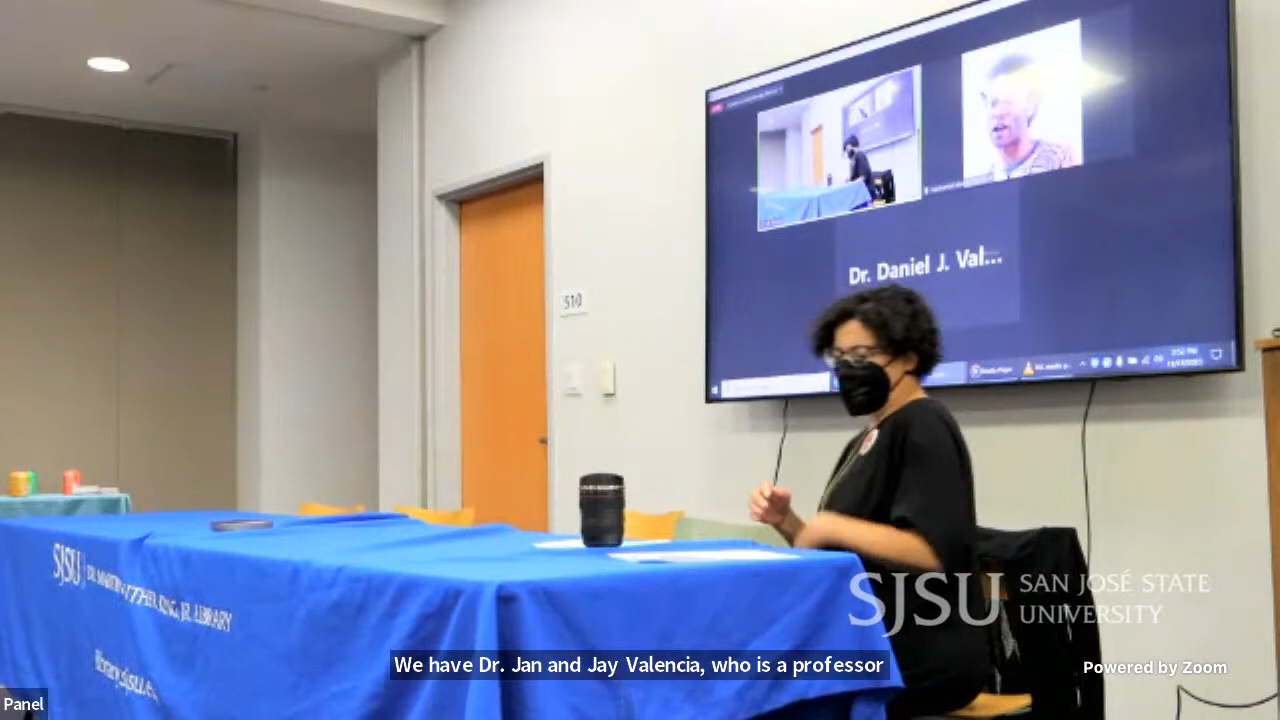 Dr. Daniel J. Val...
510
SJSU
DR. MARTIN LUTHER KING, JR. LIBRARY
SJSU SAN JOSÉ STATE
UNIVERSITY
We have Dr. Jan and Jay Valencia, who is a professor
Powered by Zoom
Panel